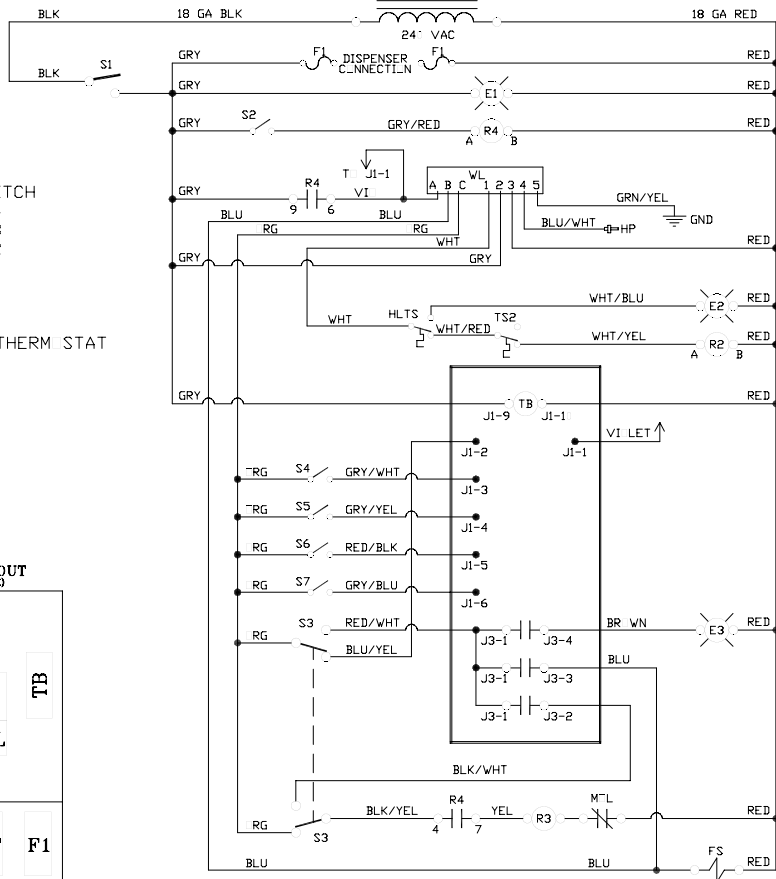 BLK 18 GA BLK 18 GA RED
24 VAC
GRY F1 DISPENSER F1 RED
BLK S1
GRY E1 RED
GRY S2 GRY/RED A R4 B RED
J1-1 WL
A B C 1 2 3 4 5
GRY R4 VI GRN/YEL
9 6
BLU BLU BLU/WHT HP GND
RG RG
WHT RED
GRY GRY
WHT/BLU E2 RED
WHT HLTS WHT/RED TS2 WHT/YEL A R2 B RED
THERM STAT
GRY TB RED
J1-9 J1-1
VI LET
J1-2 J1-1
RG S4 GRY/WHT
J1-3
RG S5 GRY/YEL
J1-4
RG S6 RED/BLK
J1-5
RG S7 GRY/BLU
J1-6
S3 RED/WHT BR WN E3 RED
RG J3-1 J3-4
BLU/YEL BLU
J3-1 J3-3
J3-1 J3-2
TB
BLK/WHT
RG S3 BLK/YEL R4 YEL R3 RED
4 7
F1
BLU BLU FS RED